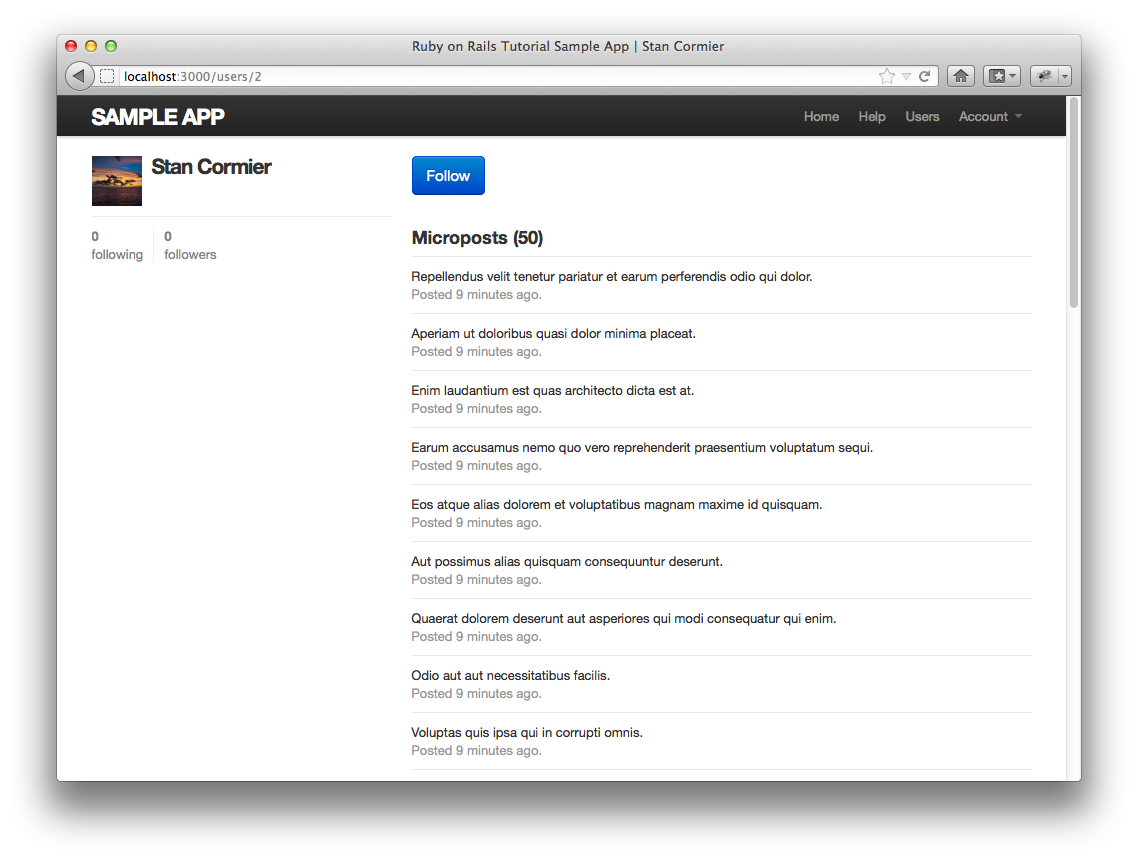 Ruby on Rails Tutorial Sample App | Stan Cormier
localhost:3000/users/2
SAMPLE APP
Home Help Users Account
Stan Cormier
0 following
0 followers
Follow
Microposts (50)
Repellendus velit tenetur pariatur et earum perferendis odio qui dolor.
Posted 9 minutes ago.
Aperiam ut doloribus quasi dolor minima placeat.
Posted 9 minutes ago.
Enim laudantium est quas architecto dicta est at.
Posted 9 minutes ago.
Earum accusamus nemo quo vero reprehenderit praesentium voluptatum sequi.
Posted 9 minutes ago.
Eos atque alias dolorem et voluptatibus magnam maxime id quisquam.
Posted 9 minutes ago.
Aut possimus alias quisquam consequuntur deserunt.
Posted 9 minutes ago.
Quaerat dolorem deserunt aut asperiores qui modi consequatur qui enim.
Posted 9 minutes ago.
Odio aut aut necessitatibus facilis.
Posted 9 minutes ago.
Voluptas quis ipsa qui in corrupti omnis.
Posted 9 minutes ago.